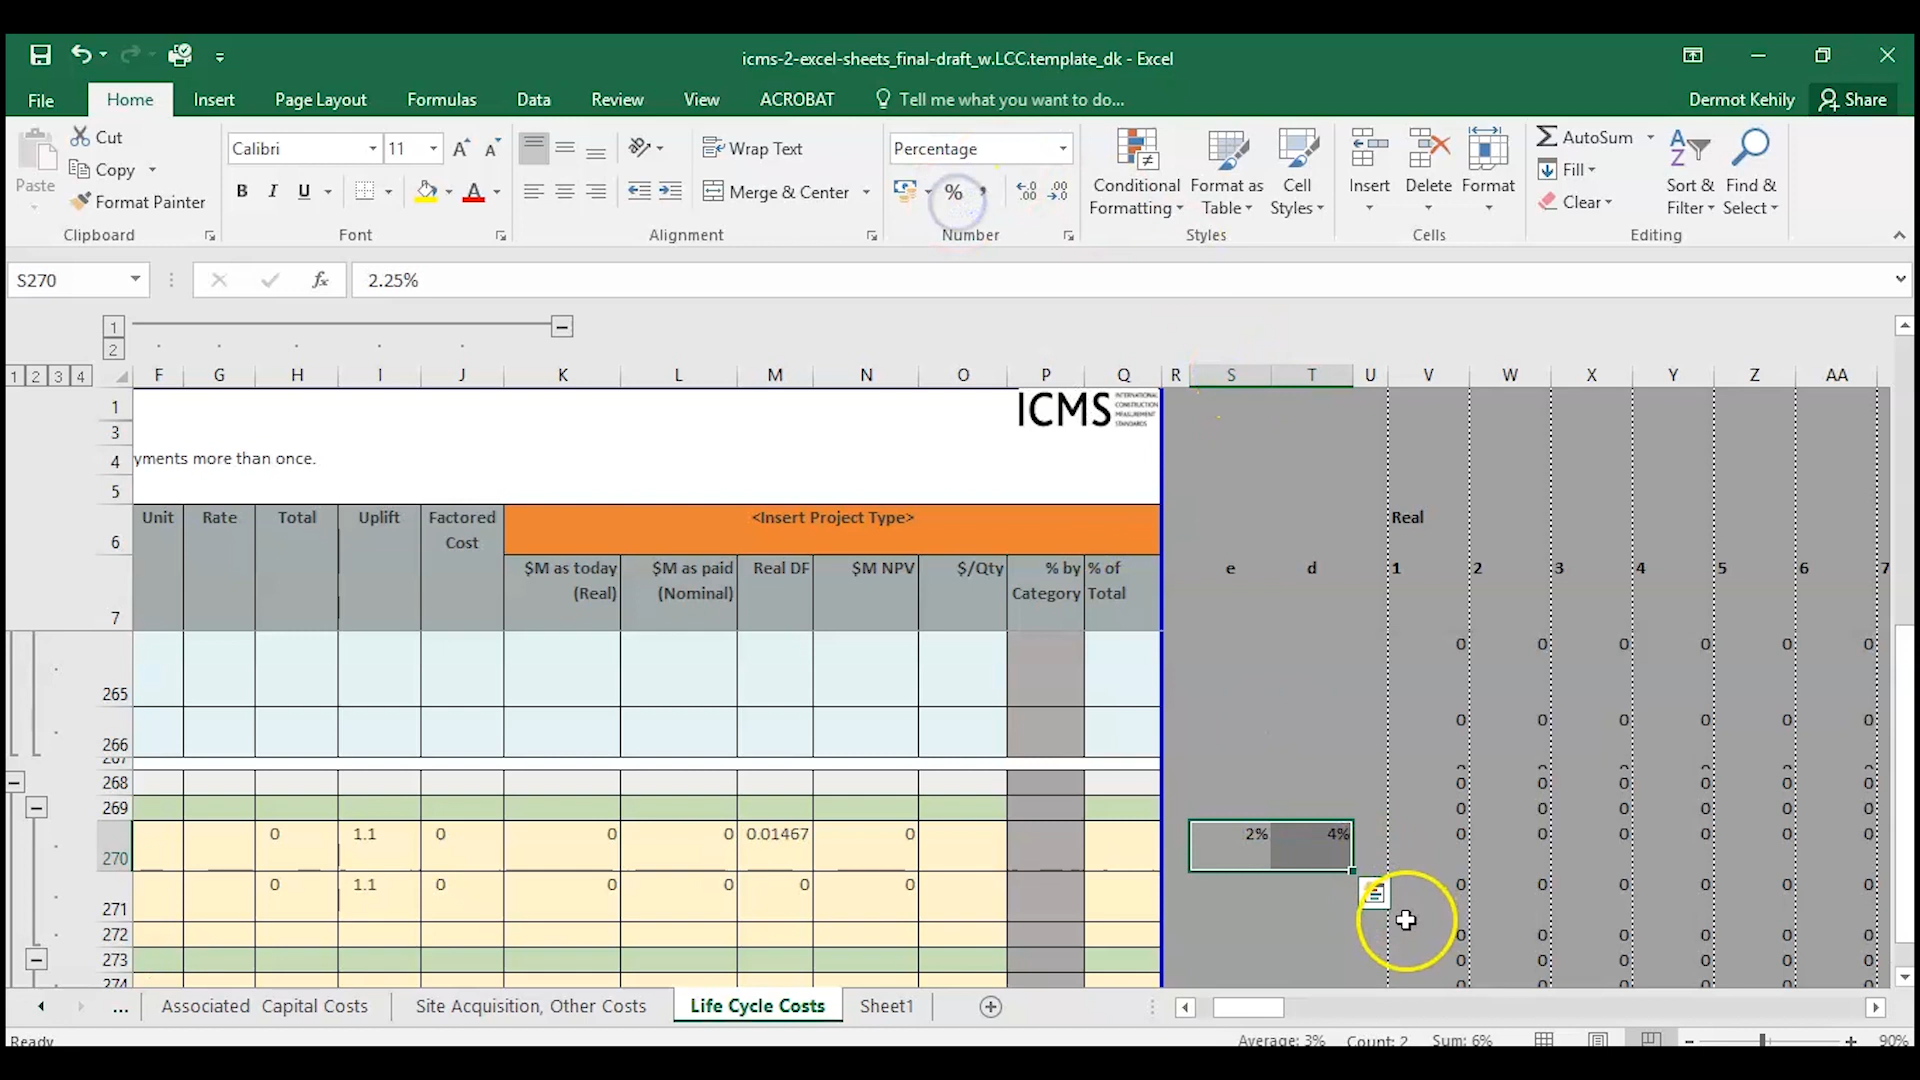 icms-2-excel-sheets_final-draft_w.LCC.template_dk - Excel
File Home Insert Page Layout Formulas Data Review View ACROBAT Tell me what you want to do... Dermot Kehily Share
Paste Cut Copy Format Painter Clipboard
Calibri 11 B I U A Font
Wrap Text Merge & Center Alignment
Percentage % Number
Conditional Formatting Format as Table Cell Styles Styles
Insert Delete Format Cells
AutoSum Fill Clear Sort & Filter Find & Select Editing
S270 fx 2.25%
1
2
1 2 3 4 F G H I J K L M N O P Q R S T U V W X Y Z AA
1 ICMS INTERNATIONAL CONSTRUCTION MEASUREMENT STANDARDS
3
4 yments more than once.
5
6 Unit Rate Total Uplift Factored Cost <Insert Project Type> Real
7 $M as today (Real) $M as paid (Nominal) Real DF $M NPV $/Qty % by Category % of Total e d 1 2 3 4 5 6 7
265 0 0 0 0 0 0
266 0 0 0 0 0 0
267
268 0 0 0 0 0 0
269 0 0 0 0 0 0
270 0 1.1 0 0 0 0.01467 0 2% 4% 0 0 0 0 0 0
271 0 1.1 0 0 0 0 0 0 0 0 0 0 0
272 0 0 0 0 0 0
273 0 0 0 0 0 0
274
... Associated Capital Costs Site Acquisition, Other Costs Life Cycle Costs Sheet1
Ready Average: 3% Count: 2 Sum: 6% 90%